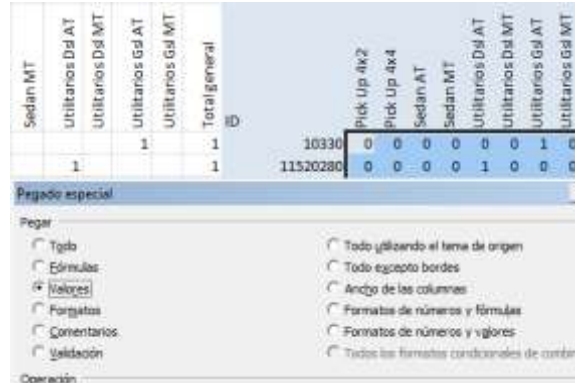 Sedan MT
Utilitarios Dsl AT
Utilitarios Dsl MT
Utilitarios Gsl AT
Utilitarios Gsl MT
Total general
ID
Pick Up 4x2
Pick Up 4x4
Sedan AT
Sedan MT
Utilitarios Dsl AT
Utilitarios Dsl MT
Utilitarios Gsl AT
Utilitarios Gsl MT
1 1 10330 0 0 0 0 0 0 1 0
1 1 11520280 0 0 0 0 1 0 0 0
Pegado especial
Pegar
Todo
Fórmulas
Valores
Formatos
Comentarios
Validación
Todo utilizando el tema de origen
Todo excepto bordes
Ancho de las columnas
Formatos de números y fórmulas
Formatos de números y valores
Todos los formatos condicionales de combin
Operación